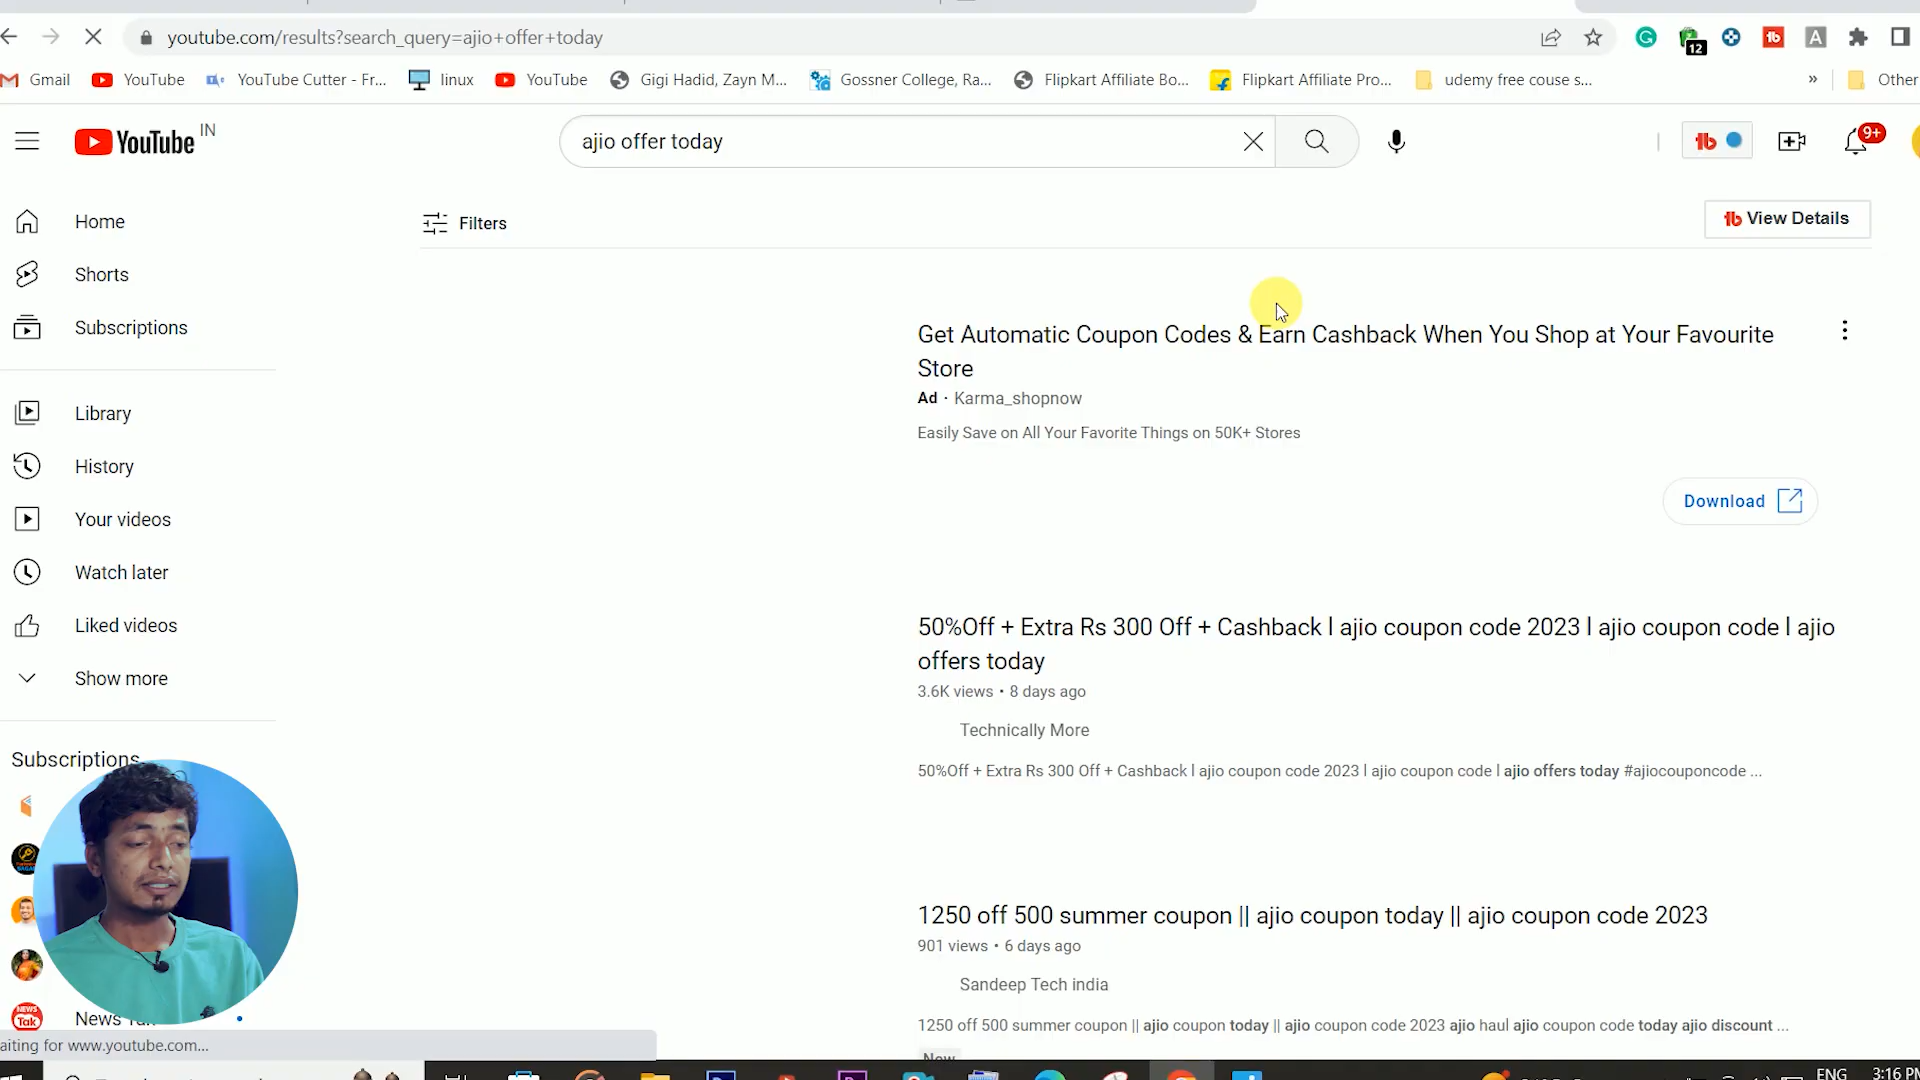 youtube.com/results?search_query=ajio+offer+today
12
Gmail
YouTube
YouTube Cutter - Fr...
linux
YouTube
Gigi Hadid, Zayn M...
Gossner College, Ra...
Flipkart Affiliate Bo...
Flipkart Affiliate Pro...
udemy free couse s...
»
Other
YouTube IN
ajio offer today
9+
Home
Filters
View Details
Shorts
Subscriptions
Get Automatic Coupon Codes & Earn Cashback When You Shop at Your Favourite
Store
Ad · Karma_shopnow
Easily Save on All Your Favorite Things on 50K+ Stores
Download
Library
History
Your videos
Watch later
Liked videos
Show more
50%Off + Extra Rs 300 Off + Cashback l ajio coupon code 2023 l ajio coupon code l ajio
offers today
3.6K views • 8 days ago
Technically More
50%Off + Extra Rs 300 Off + Cashback l ajio coupon code 2023 l ajio coupon code l ajio offers today #ajiocouponcode ...
Subscriptions
1250 off 500 summer coupon || ajio coupon today || ajio coupon code 2023
901 views • 6 days ago
Sandeep Tech india
1250 off 500 summer coupon || ajio coupon today || ajio coupon code 2023 ajio haul ajio coupon code today ajio discount ...
New
NEWS
Tak
News Tak
aiting for www.youtube.com...
ENG
3:16 PM